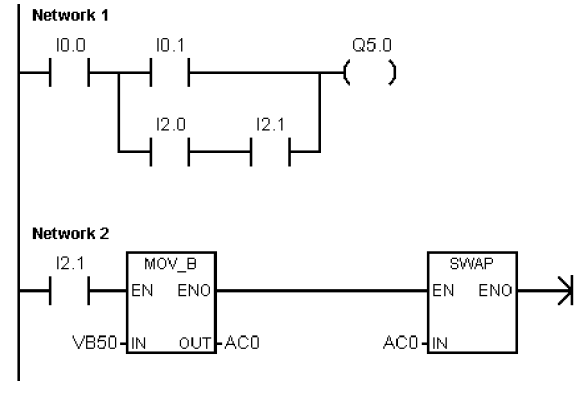 Network 1
I0.0 I0.1 Q5.0
I2.0 I2.1
Network 2
I2.1 MOV_B SWAP
EN ENO EN ENO
VB50 IN OUT AC0 AC0 IN